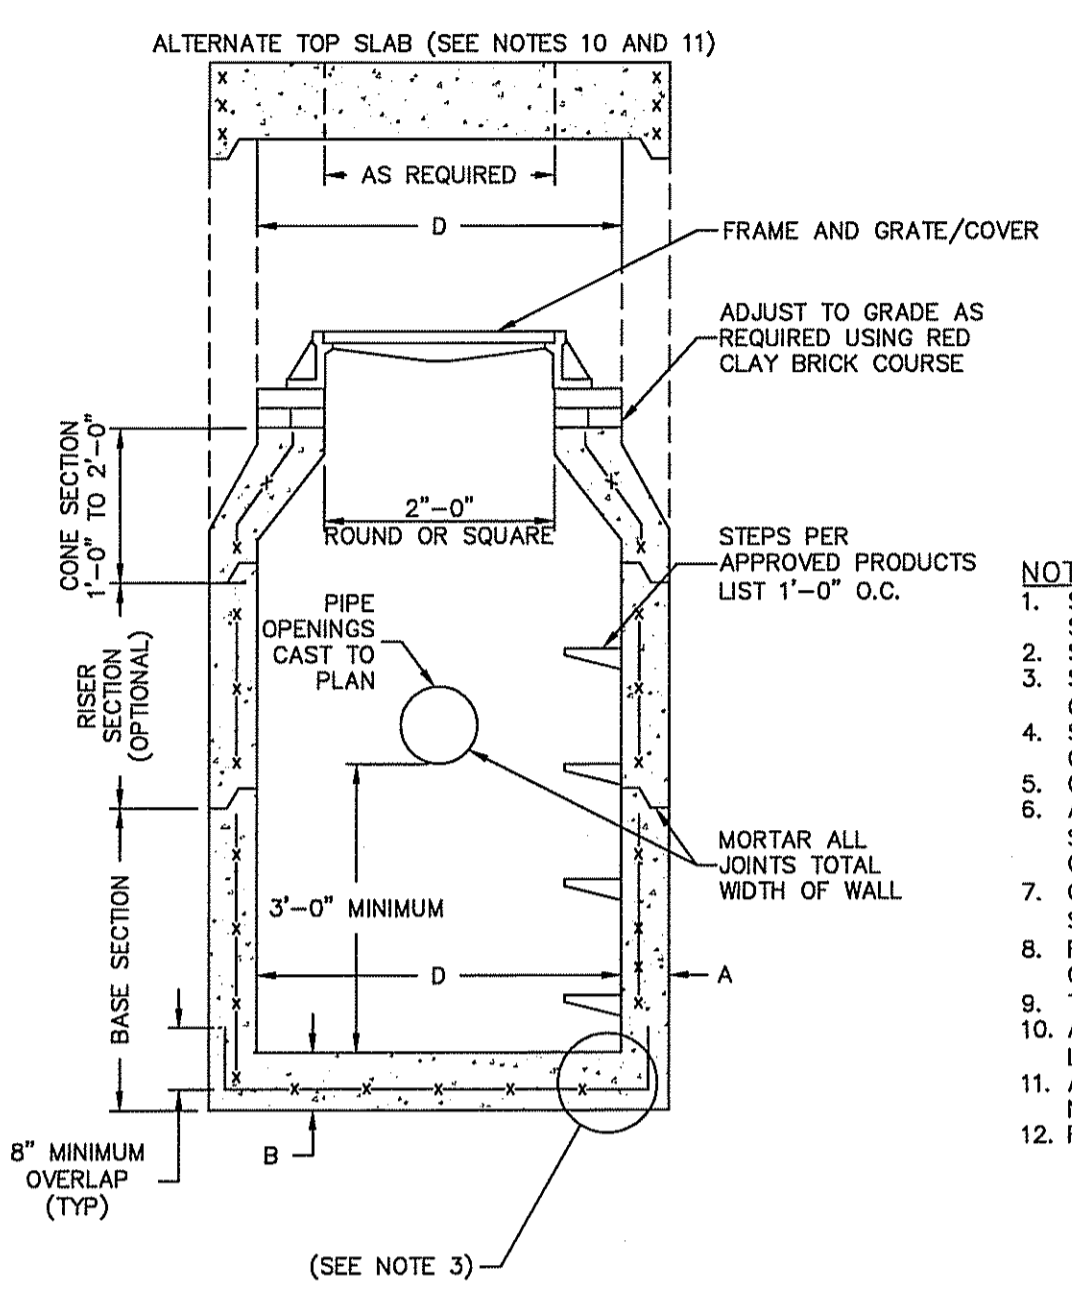 ALTERNATE TOP SLAB (SEE NOTES 10 AND 11)
AS REQUIRED
D
FRAME AND GRATE/COVER
ADJUST TO GRADE AS
REQUIRED USING RED
CLAY BRICK COURSE
CONE SECTION
1'-0" TO 2'-0"
2"-0"
ROUND OR SQUARE
STEPS PER
APPROVED PRODUCTS
LIST 1'-0" O.C.
PIPE
OPENINGS
CAST TO
PLAN
RISER
SECTION
(OPTIONAL)
MORTAR ALL
JOINTS TOTAL
WIDTH OF WALL
3'-0" MINIMUM
BASE SECTION
D
A
8" MINIMUM
OVERLAP
(TYP)
B
(SEE NOTE 3)
1.
2.
3.
4.
5.
6.
7.
8.
9.
10.
11.
12.